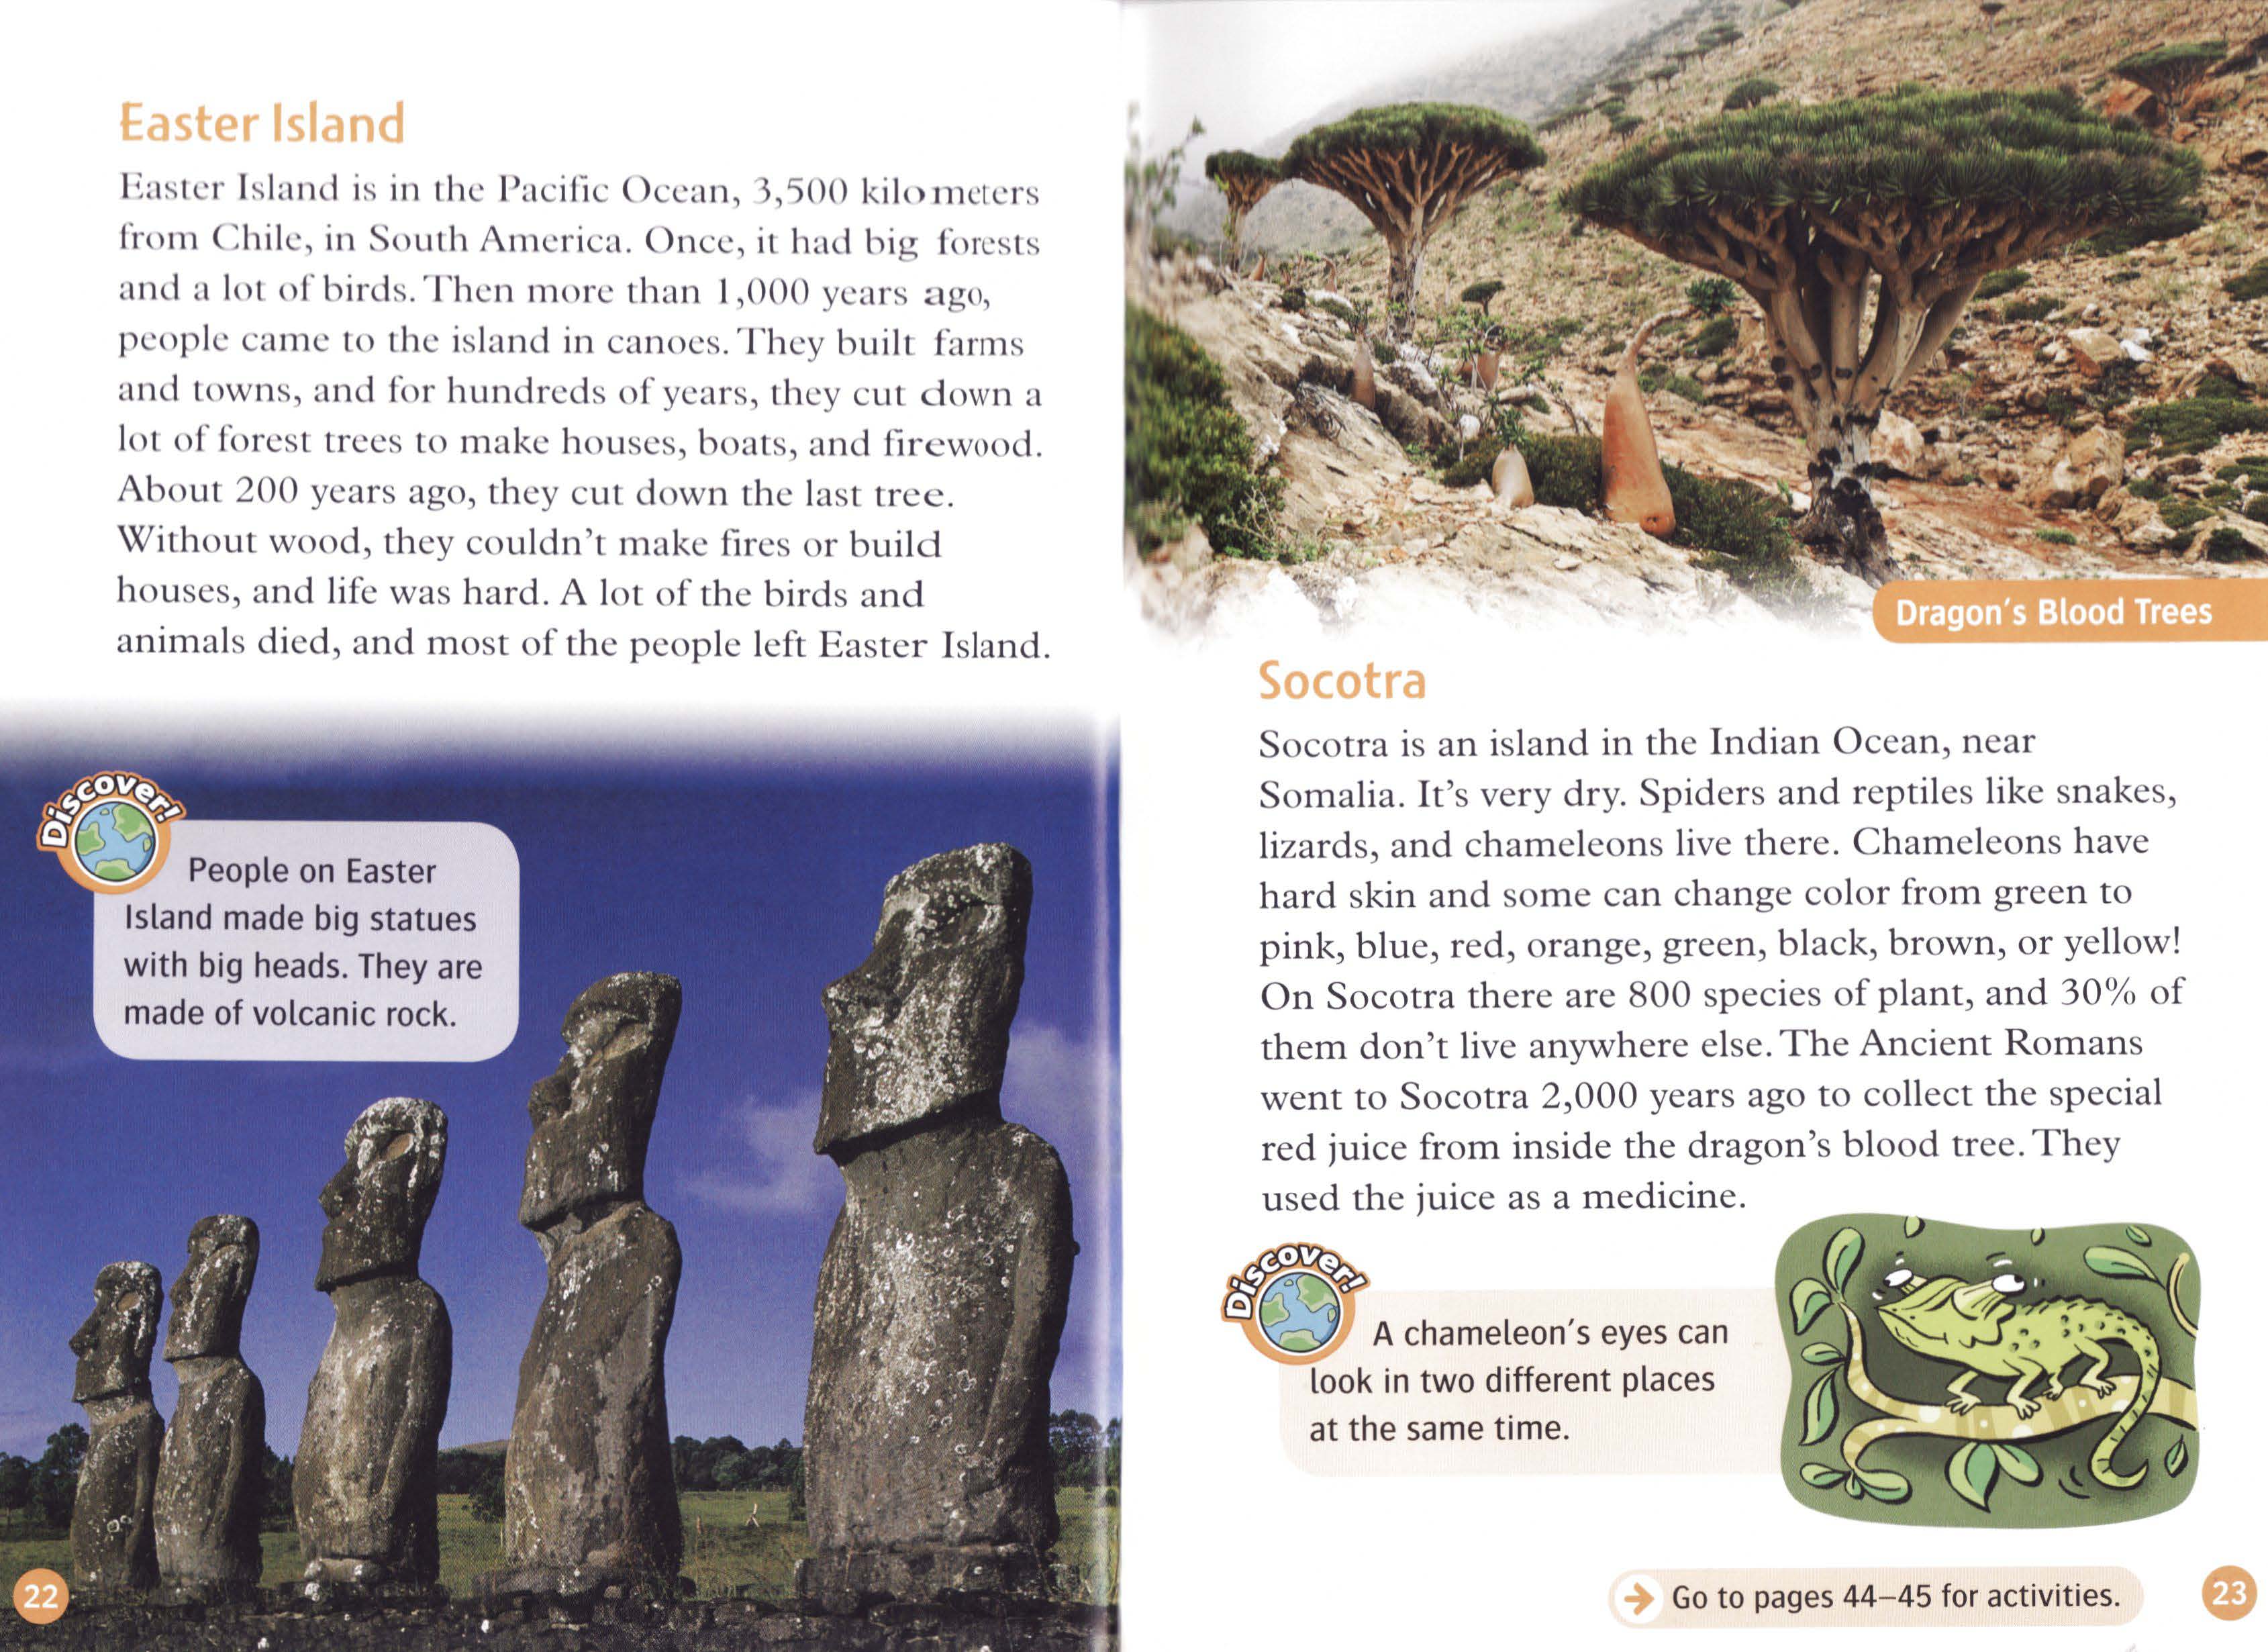 Easter Island
Easter Island is in the Pacific Ocean, 3,500 kilometers
from Chile, in South America. Once, it had big forests
and a lot of birds. Then more than 1,000 years ago,
people came to the island in canoes. They built farms
and towns, and for hundreds of years, they cut down a
lot of forest trees to make houses, boats, and firewood.
About 200 years ago, they cut down the last tree.
Without wood, they couldn't make fires or build
houses, and life was hard. A lot of the birds and
animals died, and most of the people left Easter Island.
Discover!
People on Easter
Island made big statues
with big heads. They are
made of volcanic rock.
22
Dragon's Blood Trees
Socotra
Socotra is an island in the Indian Ocean, near
Somalia. It's very dry. Spiders and reptiles like snakes,
lizards, and chameleons live there. Chameleons have
hard skin and some can change color from green to
pink, blue, red, orange, green, black, brown, or yellow!
On Socotra there are 800 species of plant, and 30% of
them don't live anywhere else. The Ancient Romans
went to Socotra 2,000 years ago to collect the special
red juice from inside the dragon's blood tree. They
used the juice as a medicine.
Discover!
A chameleon's eyes can
look in two different places
at the same time.
Go to pages 44–45 for activities.
23